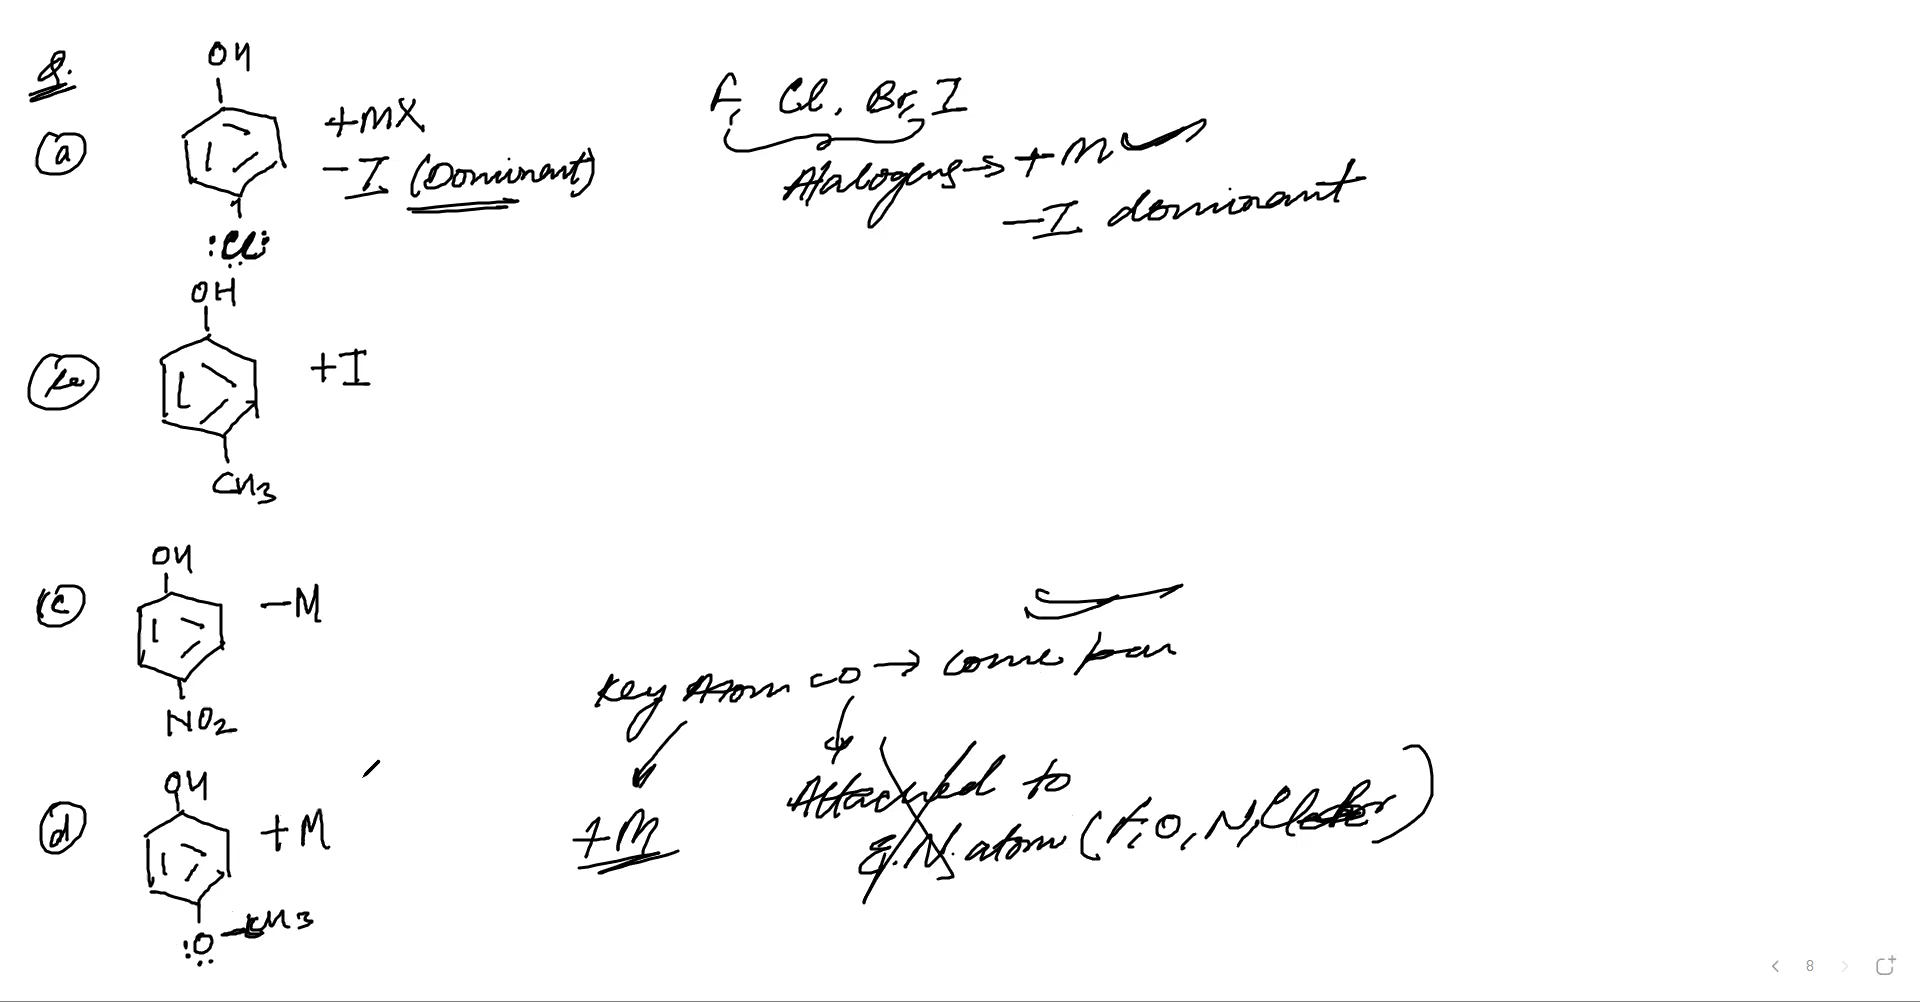 Q.
OH
(a)
+MX
-I (Dominant)
:Cl:
F, Cl, Br, I
Halogens → +M ✓
-I dominant
OH
+I
CH3
OH
(c)
-M
NO2
OH
(d)
+M
:O-CH3
Key Atom
+M
Attached to
E.N. atom (F, O, N, Cl
8